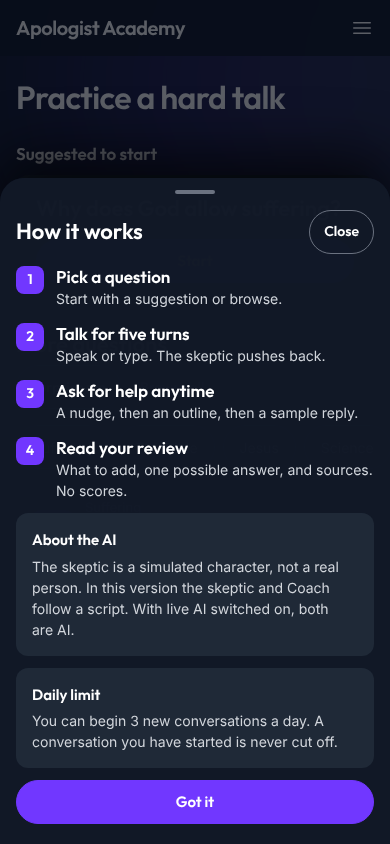 Apologist Academy
Practice a hard talk
Suggested to start
How it works
Close
1
Pick a question
Start with a suggestion or browse.
2
Talk for five turns
Speak or type. The skeptic pushes back.
3
Ask for help anytime
A nudge, then an outline, then a sample reply.
4
Read your review
What to add, one possible answer, and sources.
No scores.
About the AI
The skeptic is a simulated character, not a real
person. In this version the skeptic and Coach
follow a script. With live AI switched on, both
are AI.
Daily limit
You can begin 3 new conversations a day. A
conversation you have started is never cut off.
Got it